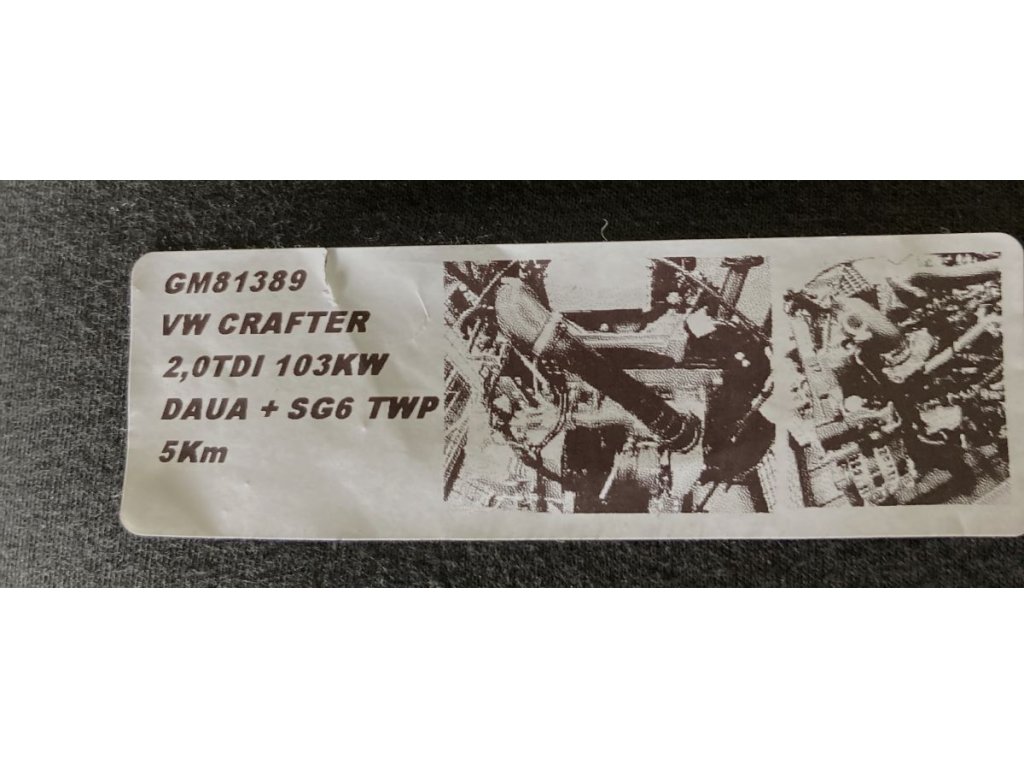 GM81389
VW CRAFTER
2,0TDI 103KW
DAUA + SG6 TWP
5Km